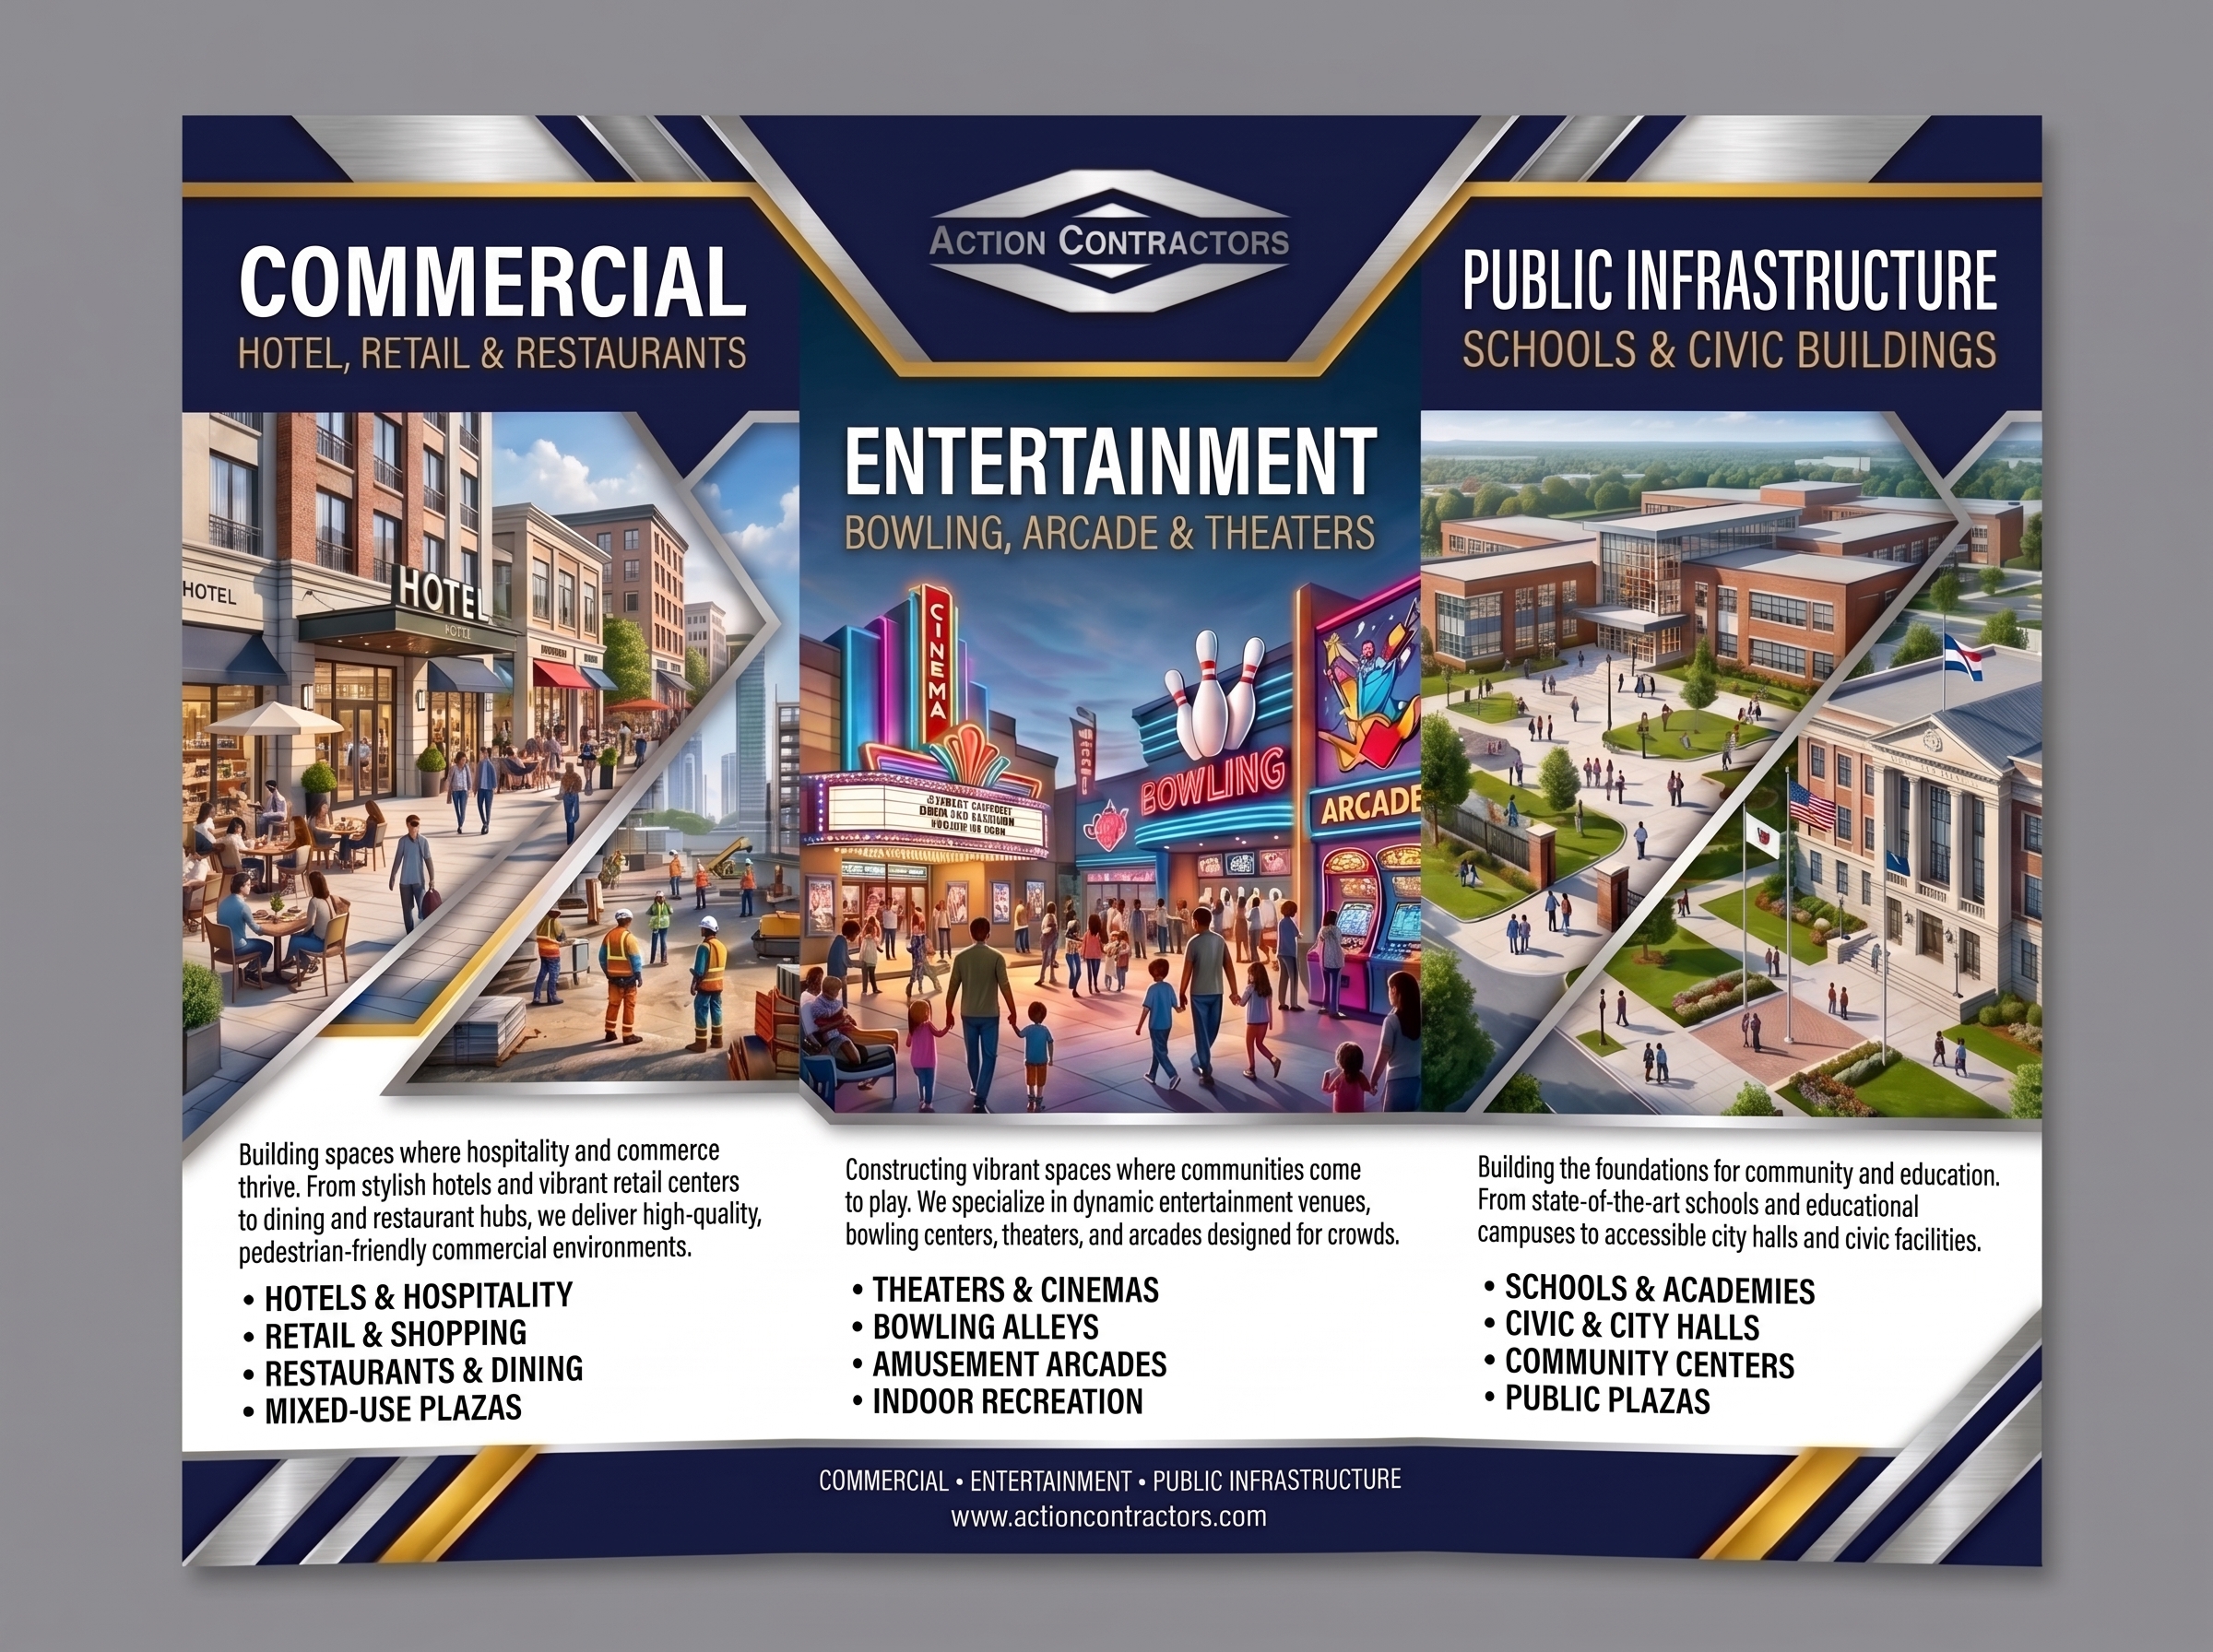 ACTION CONTRACTORS
COMMERCIAL
HOTEL, RETAIL & RESTAURANTS
HOTEL
HOTEL
HOTEL
Building spaces where hospitality and commerce
thrive. From stylish hotels and vibrant retail centers
to dining and restaurant hubs, we deliver high-quality,
pedestrian-friendly commercial environments.
• HOTELS & HOSPITALITY
• RETAIL & SHOPPING
• RESTAURANTS & DINING
• MIXED-USE PLAZAS
ENTERTAINMENT
BOWLING, ARCADE & THEATERS
CINEMA
BOWLING
ARCADE
Constructing vibrant spaces where communities come
to play. We specialize in dynamic entertainment venues,
bowling centers, theaters, and arcades designed for crowds.
• THEATERS & CINEMAS
• BOWLING ALLEYS
• AMUSEMENT ARCADES
• INDOOR RECREATION
PUBLIC INFRASTRUCTURE
SCHOOLS & CIVIC BUILDINGS
Building the foundations for community and education.
From state-of-the-art schools and educational
campuses to accessible city halls and civic facilities.
• SCHOOLS & ACADEMIES
• CIVIC & CITY HALLS
• COMMUNITY CENTERS
• PUBLIC PLAZAS
COMMERCIAL • ENTERTAINMENT • PUBLIC INFRASTRUCTURE
www.actioncontractors.com